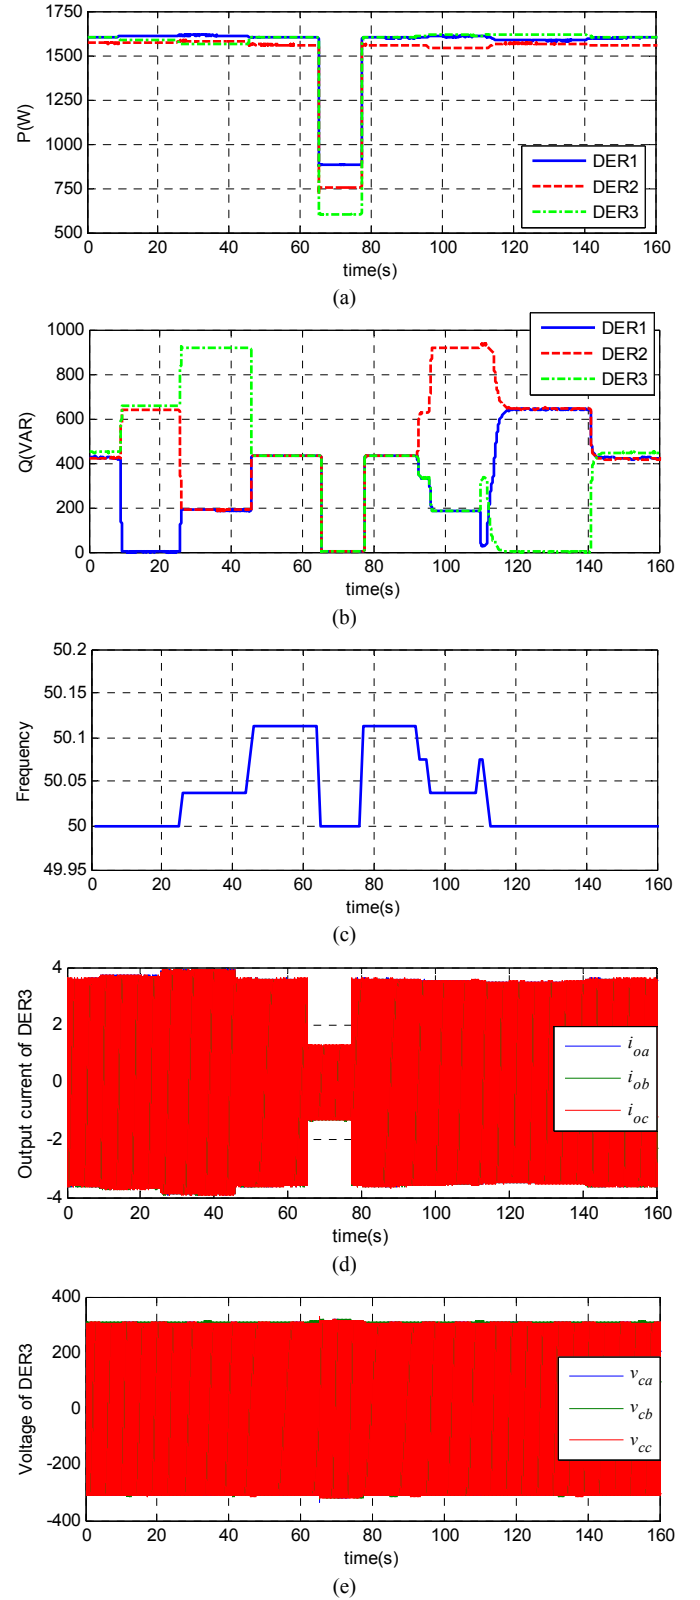 1750
1500
1250
1000
750
500
P(W)
DER1
DER2
DER3
0 20 40 60 80 100 120 140 160
time(s)
(a)
1000
800
600
400
200
0
Q(VAR)
DER1
DER2
DER3
0 20 40 60 80 100 120 140 160
time(s)
(b)
50.2
50.15
50.1
50.05
50
49.95
Frequency
0 20 40 60 80 100 120 140 160
time(s)
(c)
4
2
0
-2
-4
Output current of DER3
i_oa
i_ob
i_oc
0 20 40 60 80 100 120 140 160
time(s)
(d)
400
200
0
-200
-400
Voltage of DER3
v_ca
v_cb
v_cc
0 20 40 60 80 100 120 140 160
time(s)
(e)